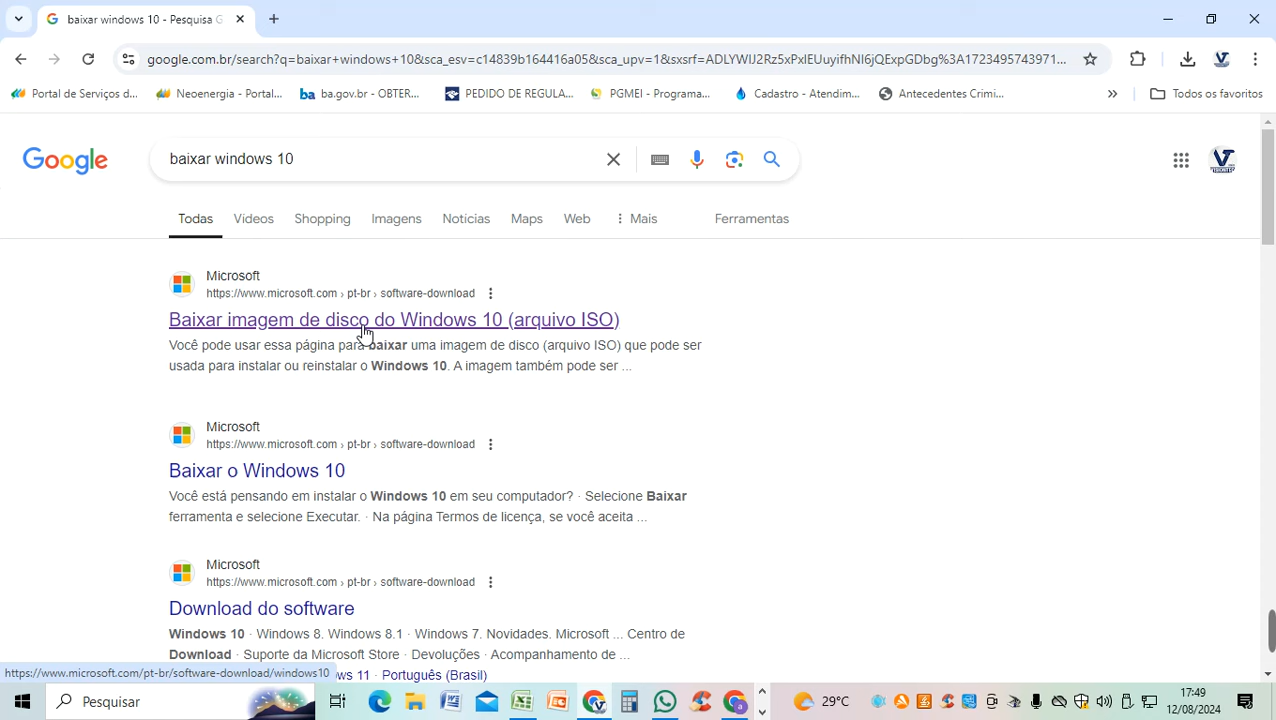 baixar windows 10 - Pesquisa G
google.com.br/search?q=baixar+windows+10&sca_esv=c14839b164416a05&sca_upv=1&sxsrf=ADLYWIJ2Rz5xPxlEUuyifhNl6jQExpGDbg%3A1723495743971...
Portal de Serviços d... Neoenergia - Portal... ba.gov.br - OBTER... PEDIDO DE REGULA... PGMEI - Programa... Cadastro - Atendim... Antecedentes Crimi... » Todos os favoritos
Google baixar windows 10
Todas Vídeos Shopping Imagens Notícias Maps Web Mais Ferramentas
Microsoft
https://www.microsoft.com › pt-br › software-download
Baixar imagem de disco do Windows 10 (arquivo ISO)
Você pode usar essa página para baixar uma imagem de disco (arquivo ISO) que pode ser
usada para instalar ou reinstalar o Windows 10. A imagem também pode ser ...
Microsoft
https://www.microsoft.com › pt-br › software-download
Baixar o Windows 10
Você está pensando em instalar o Windows 10 em seu computador? · Selecione Baixar
ferramenta e selecione Executar. · Na página Termos de licença, se você aceita ...
Microsoft
https://www.microsoft.com › pt-br › software-download
Download do software
Windows 10 · Windows 8. Windows 8.1 · Windows 7. Novidades. Microsoft ... Centro de
Download · Suporte da Microsoft Store · Devoluções · Acompanhamento de ...
https://www.microsoft.com/pt-br/software-download/windows10 ws 11 · Português (Brasil)
Pesquisar 29°C 17:49
12/08/2024